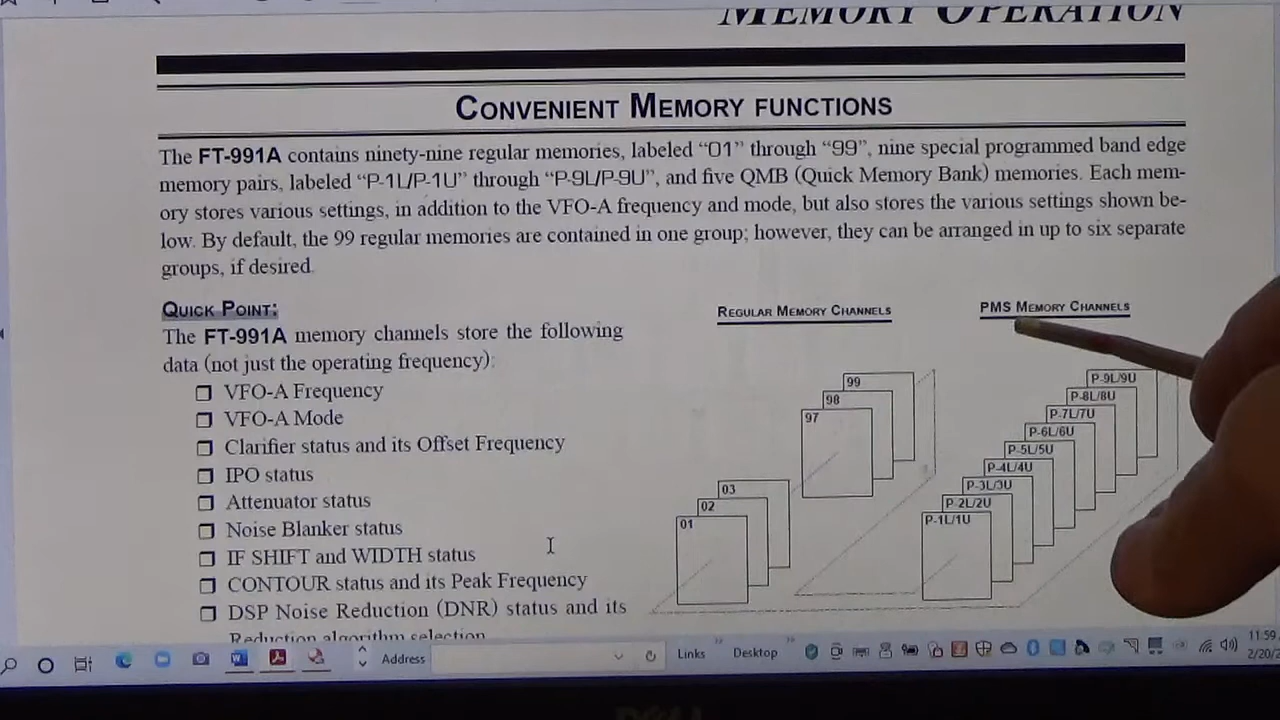 MEMORY OPERATION
CONVENIENT MEMORY FUNCTIONS
The FT-991A contains ninety-nine regular memories, labeled “01” through “99”, nine special programmed band edge
memory pairs, labeled “P-1L/P-1U” through “P-9L/P-9U”, and five QMB (Quick Memory Bank) memories. Each mem-
ory stores various settings, in addition to the VFO-A frequency and mode, but also stores the various settings shown be-
low. By default, the 99 regular memories are contained in one group; however, they can be arranged in up to six separate
groups, if desired.
QUICK POINT:
The FT-991A memory channels store the following
data (not just the operating frequency):
❒ VFO-A Frequency
❒ VFO-A Mode
❒ Clarifier status and its Offset Frequency
❒ IPO status
❒ Attenuator status
❒ Noise Blanker status
❒ IF SHIFT and WIDTH status
❒ CONTOUR status and its Peak Frequency
❒ DSP Noise Reduction (DNR) status and its
Reduction algorithm selection
REGULAR MEMORY CHANNELS
99
98
97
03
02
01
PMS MEMORY CHANNELS
P-9L/9U
P-8L/8U
P-7L/7U
P-6L/6U
P-5L/5U
P-4L/4U
P-3L/3U
P-2L/2U
P-1L/1U
Address
Links
Desktop
11:59
2/20/2
DELL